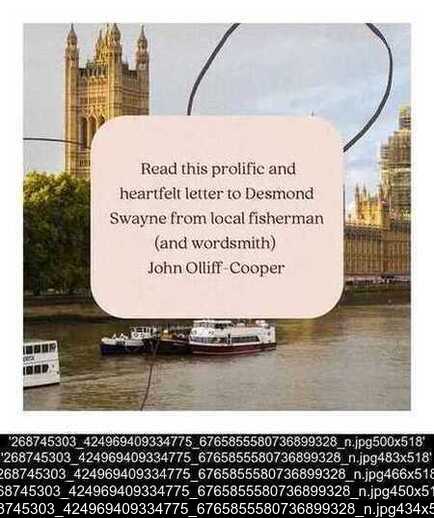 Read this prolific and
heartfelt letter to Desmond
Swayne from local fisherman
(and wordsmith)
John Olliff-Cooper
'268745303_424969409334775_6765855580736899328_n.jpg500x518'
'268745303_424969409334775_6765855580736899328_n.jpg483x518'
268745303_424969409334775_6765855580736899328_n.jpg466x518
68745303_424969409334775_6765855580736899328_n.jpg450x51
8745303_424969409334775_6765855580736899328_n.jpg434x5